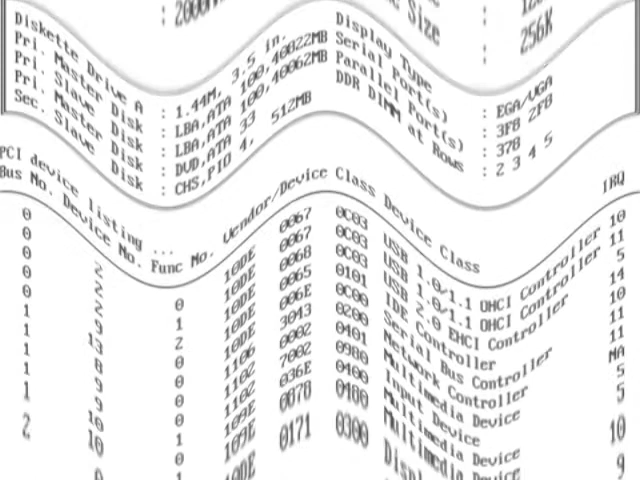 : 256K
Diskette Drive A : 1.44M, 3.5 in. Display Type : EGA/VGA
Pri. Master Disk : LBA,ATA 100,40022MB Serial Port(s) : 3F8 2F8
Pri. Slave Disk : LBA,ATA 100,40062MB Parallel Port(s) : 378
Pri. Master Disk : DVD,ATA 33 DDR DIMM at Rows : 2 3 4 5
Sec. Slave Disk : CHS,PIO 4, 512MB
PCI device listing ...
Bus No. Device No. Func No. Vendor/Device Class Device Class IRQ
0 2 0 10DE 0067 0C03 USB 1.0/1.1 OHCI Controller 10
0 2 1 10DE 0067 0C03 USB 1.0/1.1 OHCI Controller 11
0 2 2 10DE 0068 0C03 USB 2.0 EHCI Controller 5
0 9 0 10DE 0065 0101 IDE Controller 14
0 13 0 10DE 006E 0C00 Serial Bus Controller 10
1 8 0 1106 3043 0200 Network Controller 11
1 9 0 1102 0002 0401 Multimedia Device 11
1 9 1 1102 7002 0980 Input Device NA
1 10 0 109E 036E 0400 Multimedia Device 5
1 10 1 109E 0878 0480 Multimedia Device 5
2 0 10DE 0171 0300 10
9